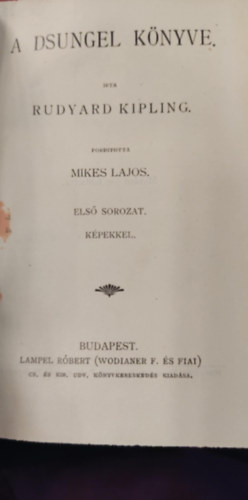 A DSUNGEL KÖNYVE.
IRTA
RUDYARD KIPLING.
FORDITOTTA
MIKES LAJOS.
ELSŐ SOROZAT.
KÉPEKKEL.
BUDAPEST.
LAMPEL RÓBERT (WODIANER F. ÉS FIAI)
CS. ÉS KIR. UDV. KÖNYVKERESKEDÉS KIADÁSA.